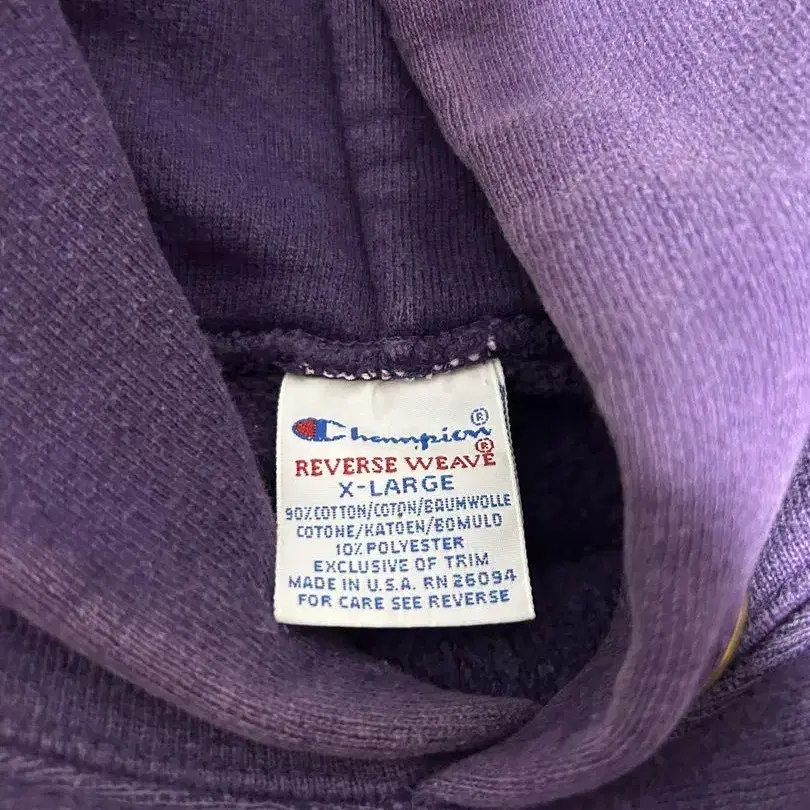 Champion®
REVERSE WEAVE®
X-LARGE
90% COTTON/COTON/BAUMWOLLE
COTONE/KATOEN/BOMULD
10% POLYESTER
EXCLUSIVE OF TRIM
MADE IN U.S.A. RN 26094
FOR CARE SEE REVERSE